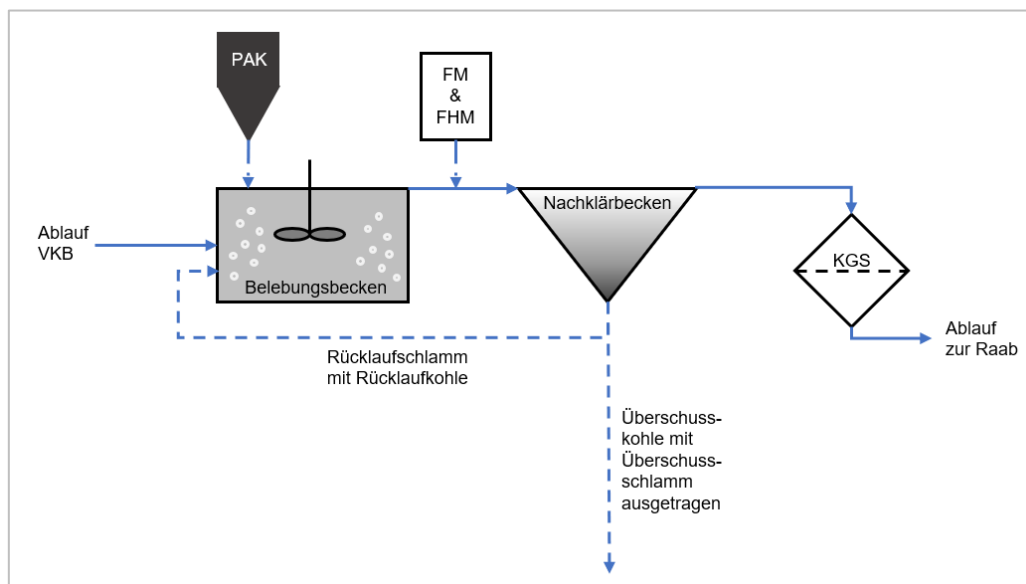 PAK
FM
&
FHM
Ablauf
VKB
Belebungsbecken
Nachklärbecken
KGS
Ablauf
zur Raab
Rücklaufschlamm
mit Rücklaufkohle
Überschuss-
kohle mit
Überschuss-
schlamm
ausgetragen